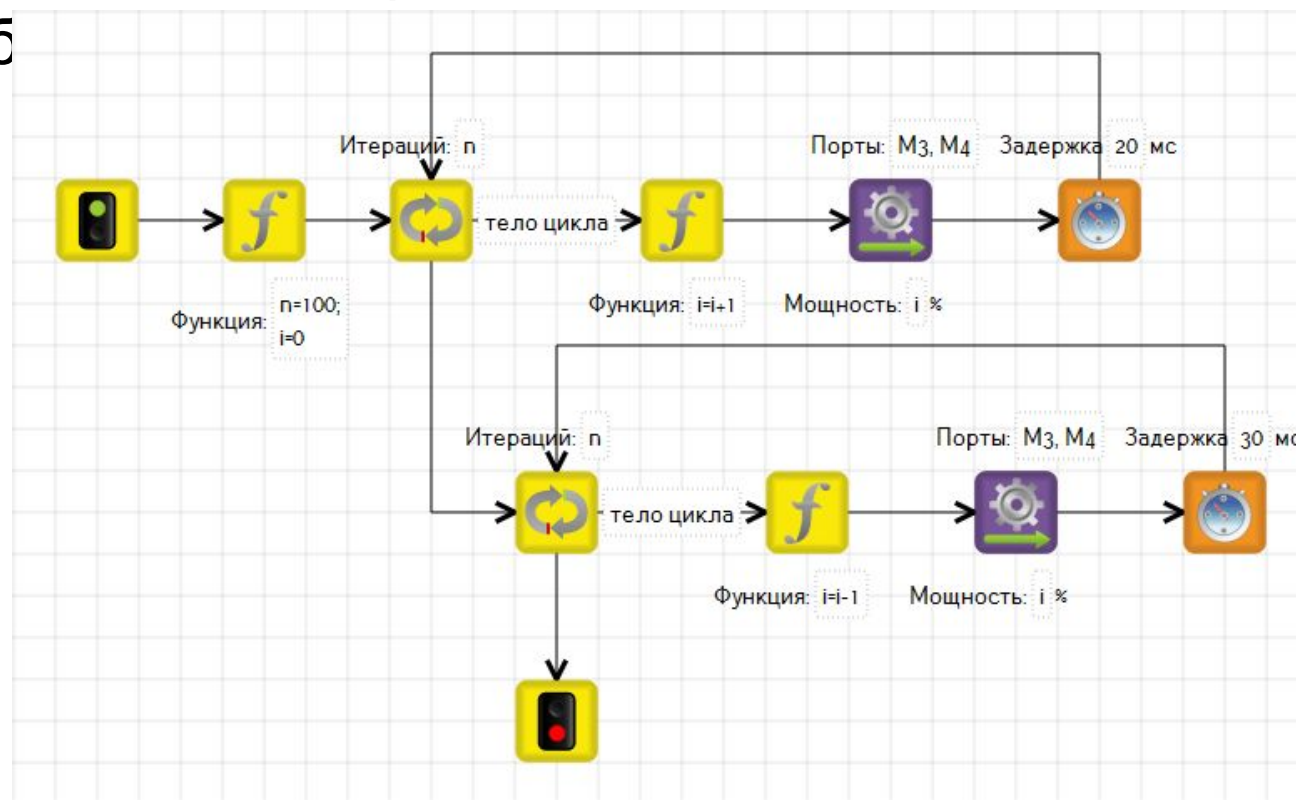 б
Итераций: n
Порты: M3, M4
Задержка 20 мс
тело цикла
Функция: n=100;
i=0
Функция: i=i+1
Мощность: i %
Итераций: n
Порты: M3, M4
Задержка 30 мс
тело цикла
Функция: i=i-1
Мощность: i %